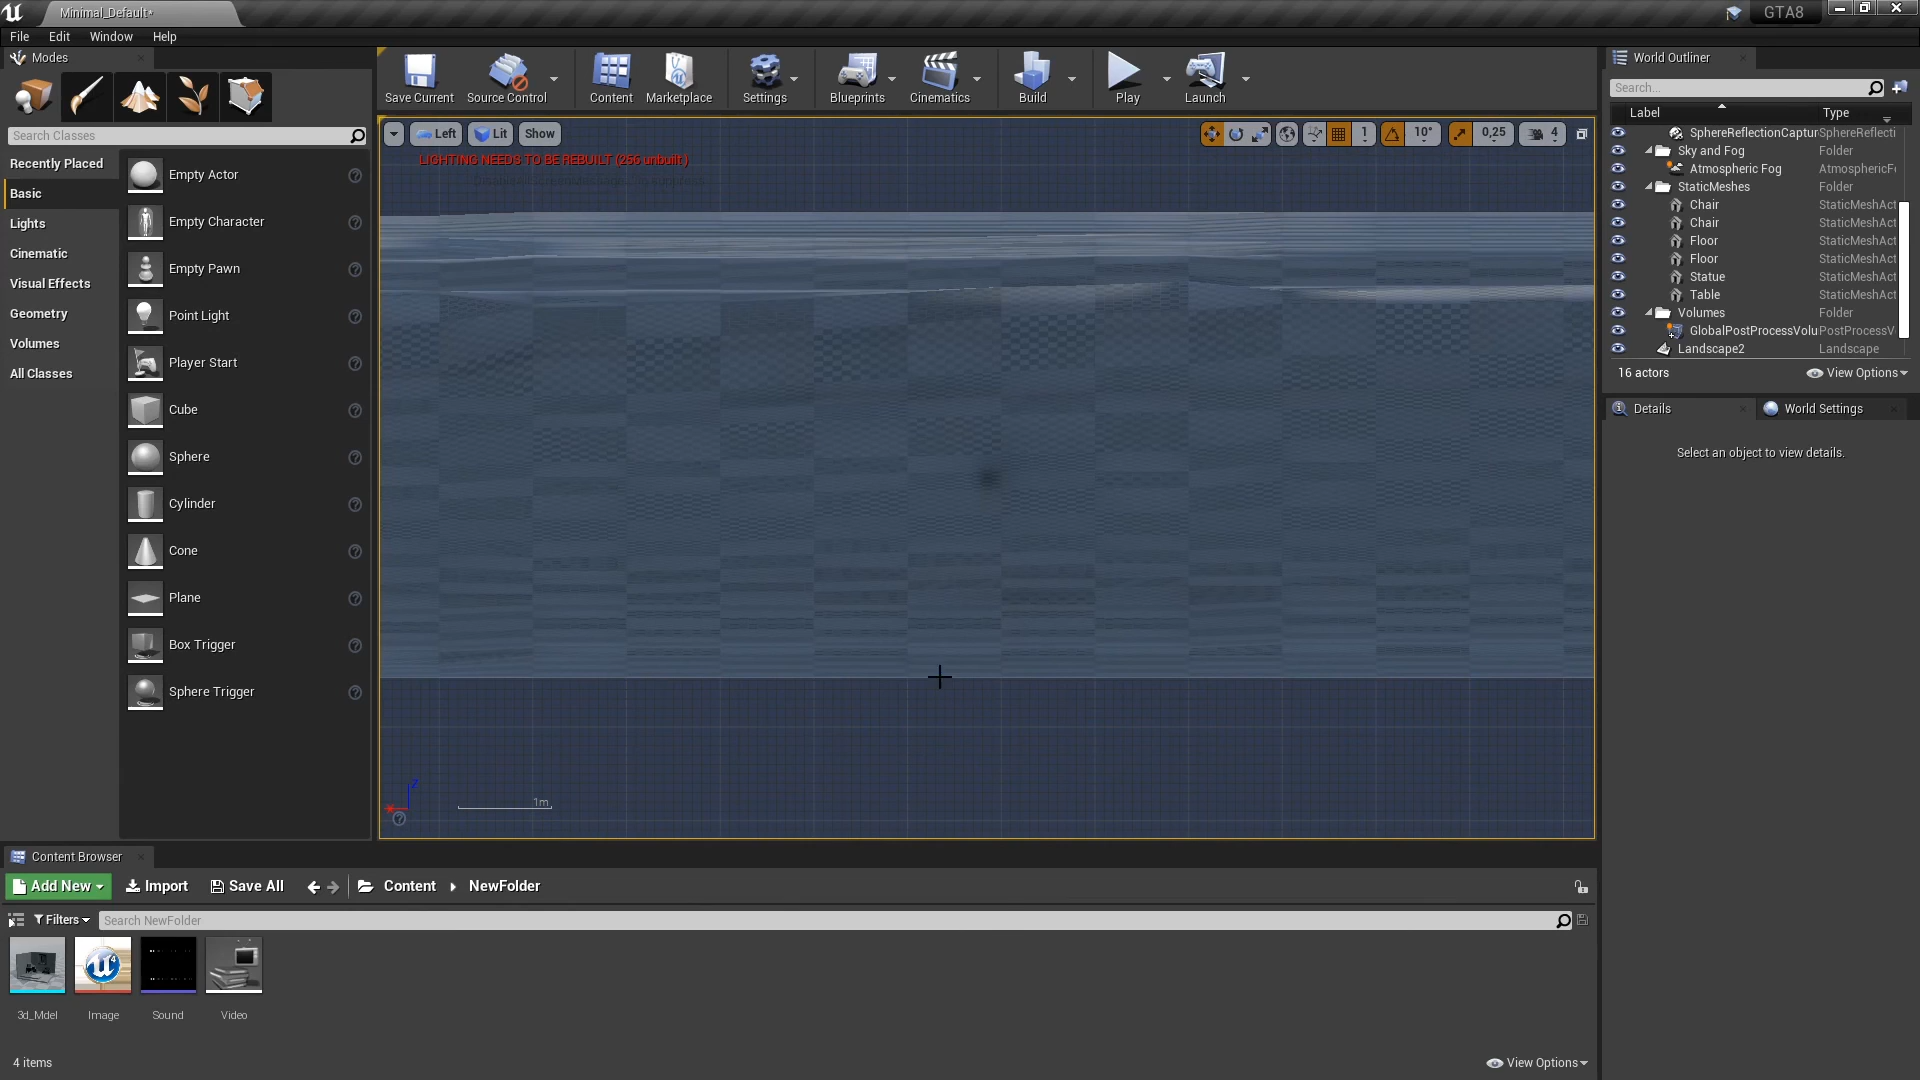 Minimal_Default*
GTA8
File Edit Window Help
Modes
Search Classes
Recently Placed
Basic
Lights
Cinematic
Visual Effects
Geometry
Volumes
All Classes
Empty Actor
Empty Character
Empty Pawn
Point Light
Player Start
Cube
Sphere
Cylinder
Cone
Plane
Box Trigger
Sphere Trigger
Save Current Source Control Content Marketplace Settings Blueprints Cinematics Build Play Launch
Left Lit Show 1 10° 0,25 4
LIGHTING NEEDS TO BE REBUILT (256 unbuilt)
Z
X
1m
World Outliner
Search...
Label Type
SphereReflectionCaptur SphereReflecti
Sky and Fog Folder
Atmospheric Fog AtmosphericF
StaticMeshes Folder
Chair StaticMeshAct
Chair StaticMeshAct
Floor StaticMeshAct
Floor StaticMeshAct
Statue StaticMeshAct
Table StaticMeshAct
Volumes Folder
GlobalPostProcessVolu PostProcessV
Landscape2 Landscape
16 actors View Options
Details World Settings
Select an object to view details.
Content Browser
Add New Import Save All Content NewFolder
Filters Search NewFolder
3d_Mdel Image Sound Video
4 items View Options